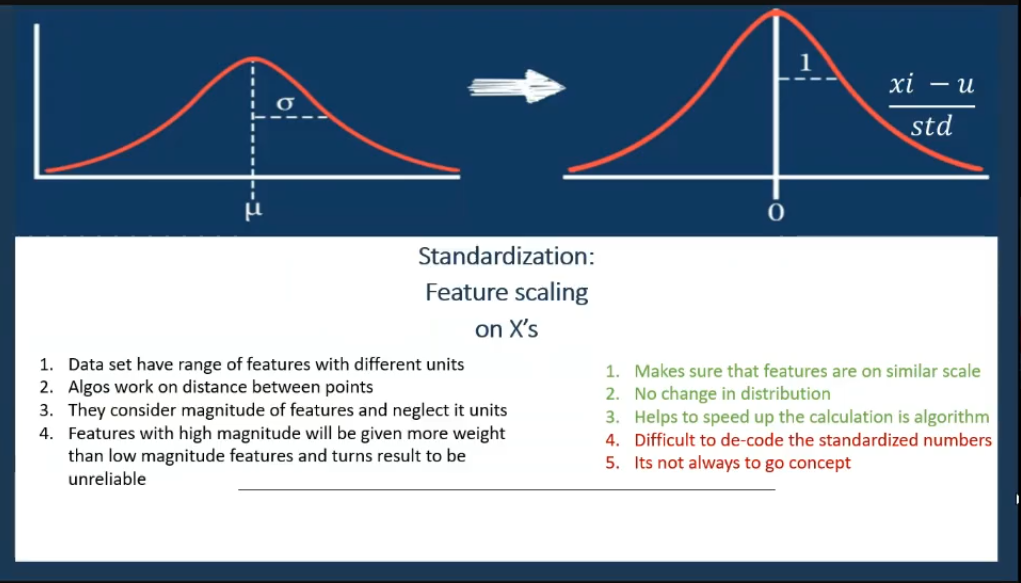 σ
μ
1
0
xi − u
std
Standardization:
Feature scaling
on X's
1. Data set have range of features with different units
2. Algos work on distance between points
3. They consider magnitude of features and neglect it units
4. Features with high magnitude will be given more weight
than low magnitude features and turns result to be
unreliable
1. Makes sure that features are on similar scale
2. No change in distribution
3. Helps to speed up the calculation is algorithm
4. Difficult to de-code the standardized numbers
5. Its not always to go concept